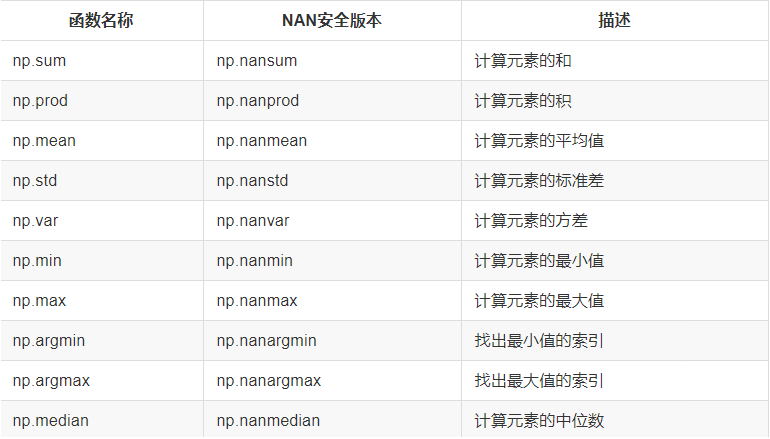 函数名称 NAN安全版本 描述
np.sum np.nansum 计算元素的和
np.prod np.nanprod 计算元素的积
np.mean np.nanmean 计算元素的平均值
np.std np.nanstd 计算元素的标准差
np.var np.nanvar 计算元素的方差
np.min np.nanmin 计算元素的最小值
np.max np.nanmax 计算元素的最大值
np.argmin np.nanargmin 找出最小值的索引
np.argmax np.nanargmax 找出最大值的索引
np.median np.nanmedian 计算元素的中位数